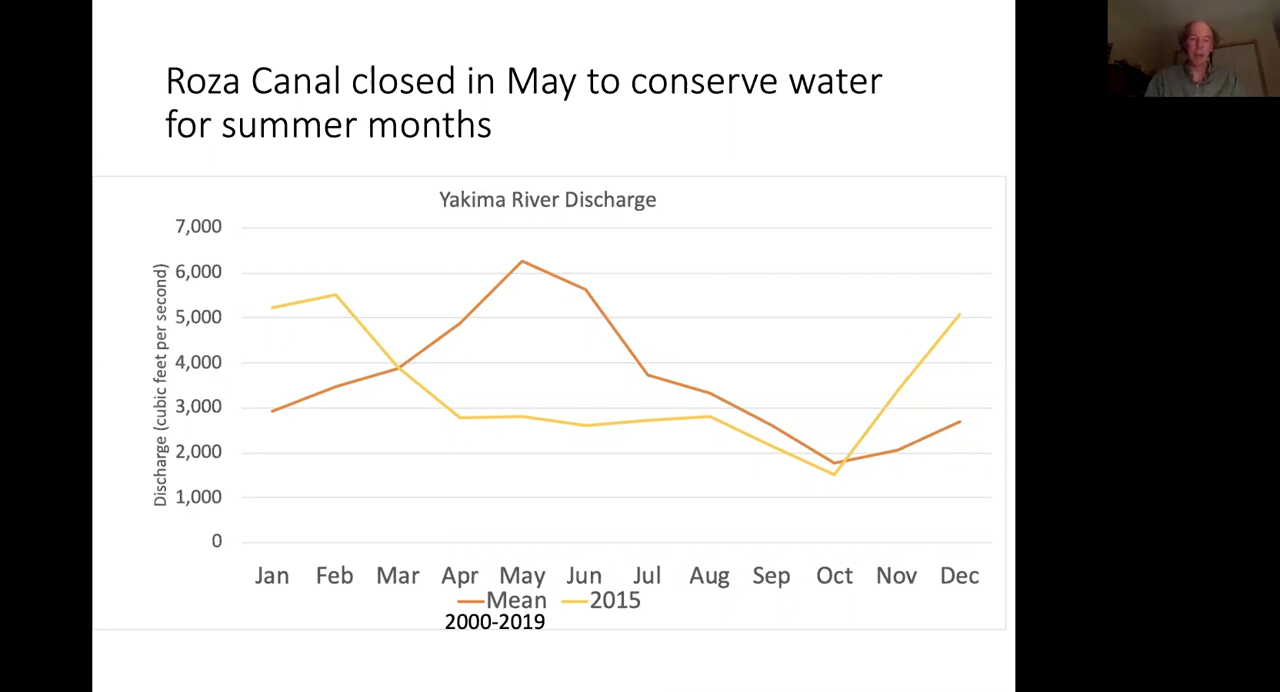 Roza Canal closed in May to conserve water
for summer months
Yakima River Discharge
Discharge (cubic feet per second)
7,000
6,000
5,000
4,000
3,000
2,000
1,000
0
Jan Feb Mar Apr May Jun Jul Aug Sep Oct Nov Dec
Mean 2015
2000-2019